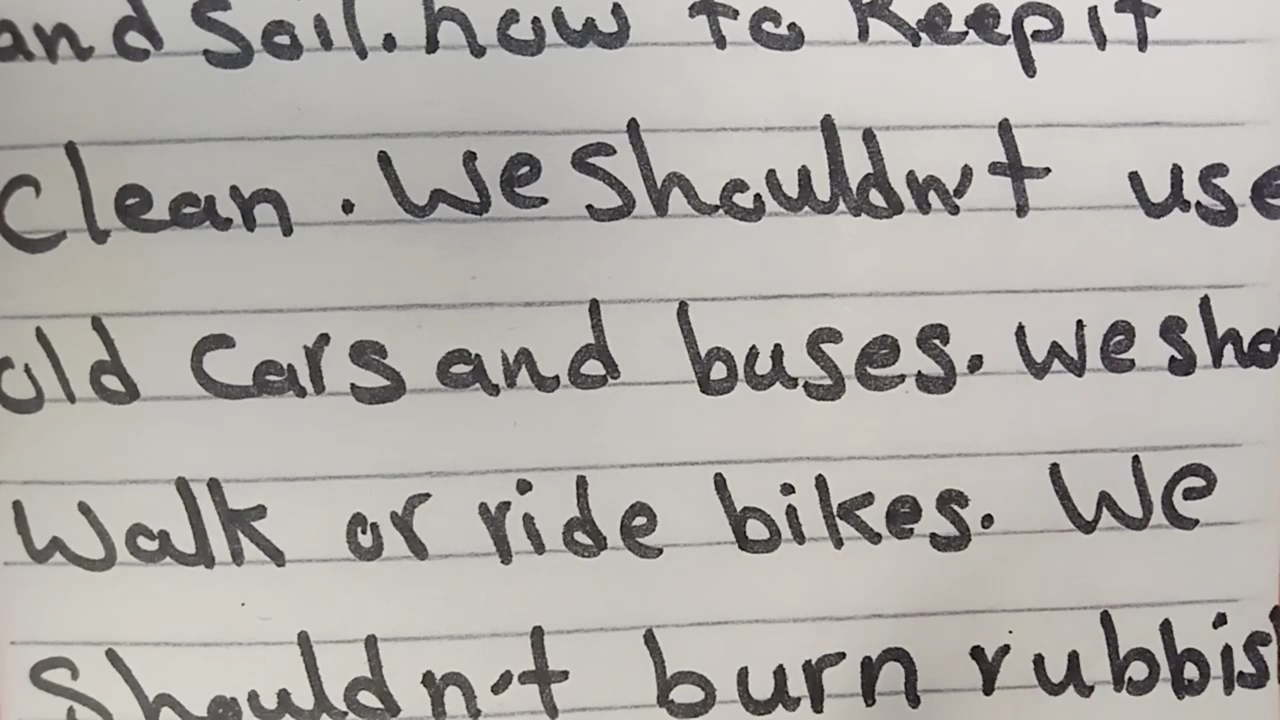 and Soil. how to Keep it
Clean. We shouldn't use
old Cars and buses. we sho
Walk or ride bikes. We
Shouldn't burn rubbis